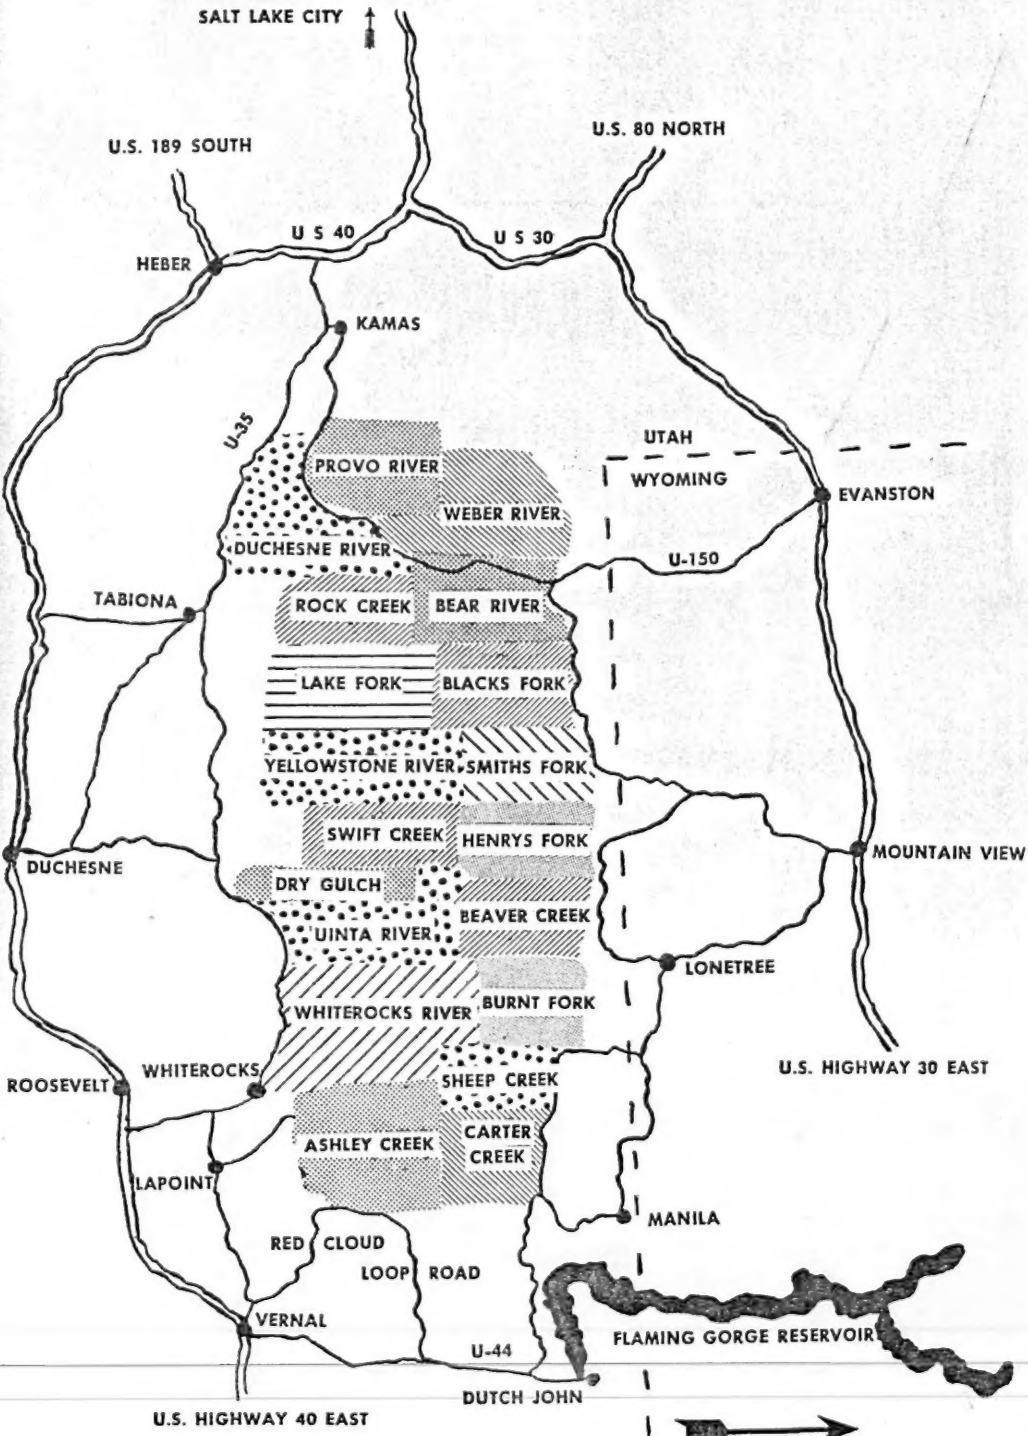 SALT LAKE CITY
U.S. 80 NORTH
U.S. 189 SOUTH
U S 40
U S 30
HEBER
KAMAS
U-35
UTAH
PROVO RIVER
WYOMING
EVANSTON
WEBER RIVER
DUCHESNE RIVER
U-150
TABIONA
ROCK CREEK
BEAR RIVER
LAKE FORK
BLACKS FORK
YELLOWSTONE RIVER
SMITHS FORK
SWIFT CREEK
HENRYS FORK
MOUNTAIN VIEW
DUCHESNE
DRY GULCH
BEAVER CREEK
UINTA RIVER
LONETREE
BURNT FORK
WHITEROCKS RIVER
U.S. HIGHWAY 30 EAST
WHITEROCKS
ROOSEVELT
SHEEP CREEK
CARTER
CREEK
ASHLEY CREEK
LAPOINT
MANILA
RED CLOUD
LOOP ROAD
VERNAL
FLAMING GORGE RESERVOIR
U-44
DUTCH JOHN
U.S. HIGHWAY 40 EAST